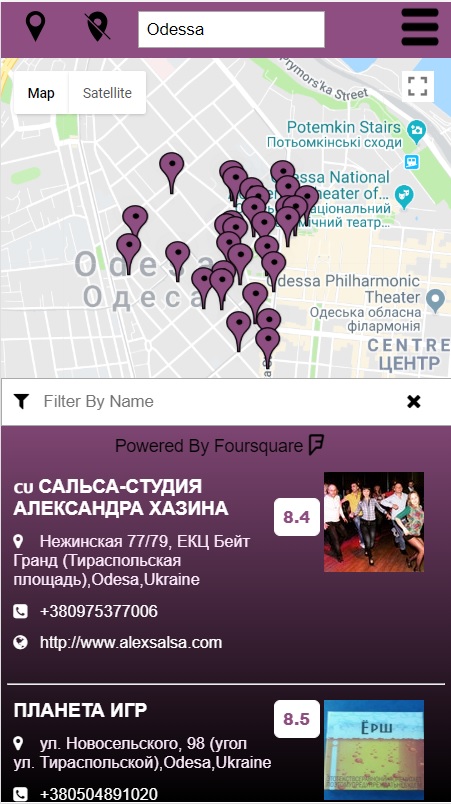 Odessa
Map
Satellite
Prymors'ka Street
Potemkin Stairs
Потьомкінські сходи
Odessa National
Theater of…
аціональний
мічний театр…
Odesa
Одеса
Odessa Philharmonic
Theater
Одеська обласна
філармонія
CENTRE
ЦЕНТР
Filter By Name
Powered By Foursquare
cu САЛЬСА-СТУДИЯ
АЛЕКСАНДРА ХАЗИНА
8.4
Нежинская 77/79, ЕКЦ Бейт
Гранд (Тираспольская
площадь),Odesa,Ukraine
+380975377006
http://www.alexsalsa.com
ПЛАНЕТА ИГР
8.5
ЁРШ
ул. Новосельского, 98 (угол
ул. Тираспольской),Odesa,Ukraine
+380504891020